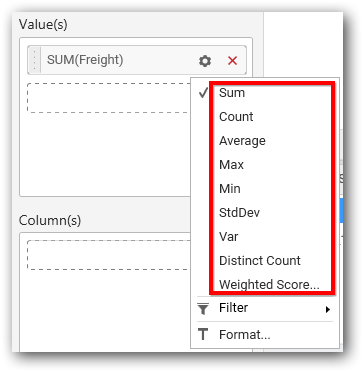 Value(s)
SUM(Freight)
Sum
Count
Average
Max
Min
StdDev
Var
Distinct Count
Weighted Score...
Filter
Format...
Column(s)